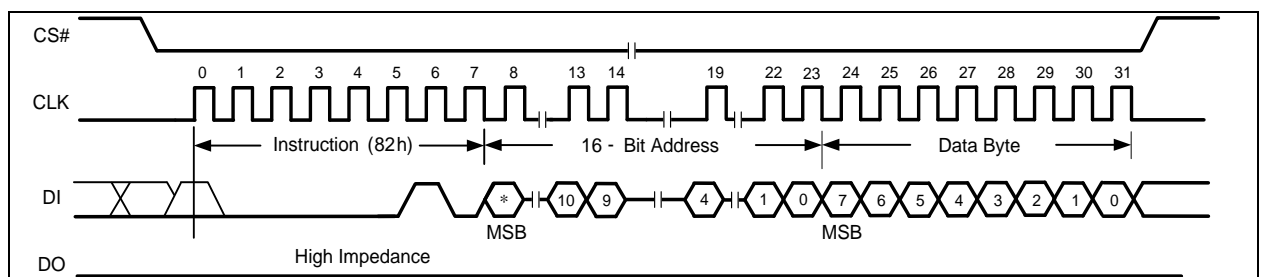 CS#
0 1 2 3 4 5 6 7 8 13 14 19 22 23 24 25 26 27 28 29 30 31
CLK
Instruction (82h) 16 - Bit Address Data Byte
DI * 10 9 4 1 0 7 6 5 4 3 2 1 0
MSB MSB
High Impedance
DO